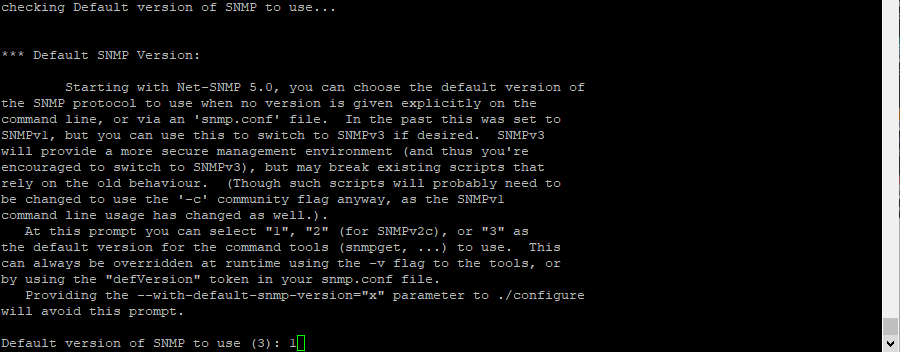 checking Default version of SNMP to use...
*** Default SNMP Version:
Starting with Net-SNMP 5.0, you can choose the default version of
the SNMP protocol to use when no version is given explicitly on the
command line, or via an 'snmp.conf' file.  In the past this was set to
SNMPv1, but you can use this to switch to SNMPv3 if desired.  SNMPv3
will provide a more secure management environment (and thus you're
encouraged to switch to SNMPv3), but may break existing scripts that
rely on the old behaviour.  (Though such scripts will probably need to
be changed to use the '-c' community flag anyway, as the SNMPv1
command line usage has changed as well.).
At this prompt you can select "1", "2" (for SNMPv2c), or "3" as
the default version for the command tools (snmpget, ...) to use.  This
can always be overridden at runtime using the -v flag to the tools, or
by using the "defVersion" token in your snmp.conf file.
Providing the --with-default-snmp-version="x" parameter to ./configure
will avoid this prompt.
Default version of SNMP to use (3): 1